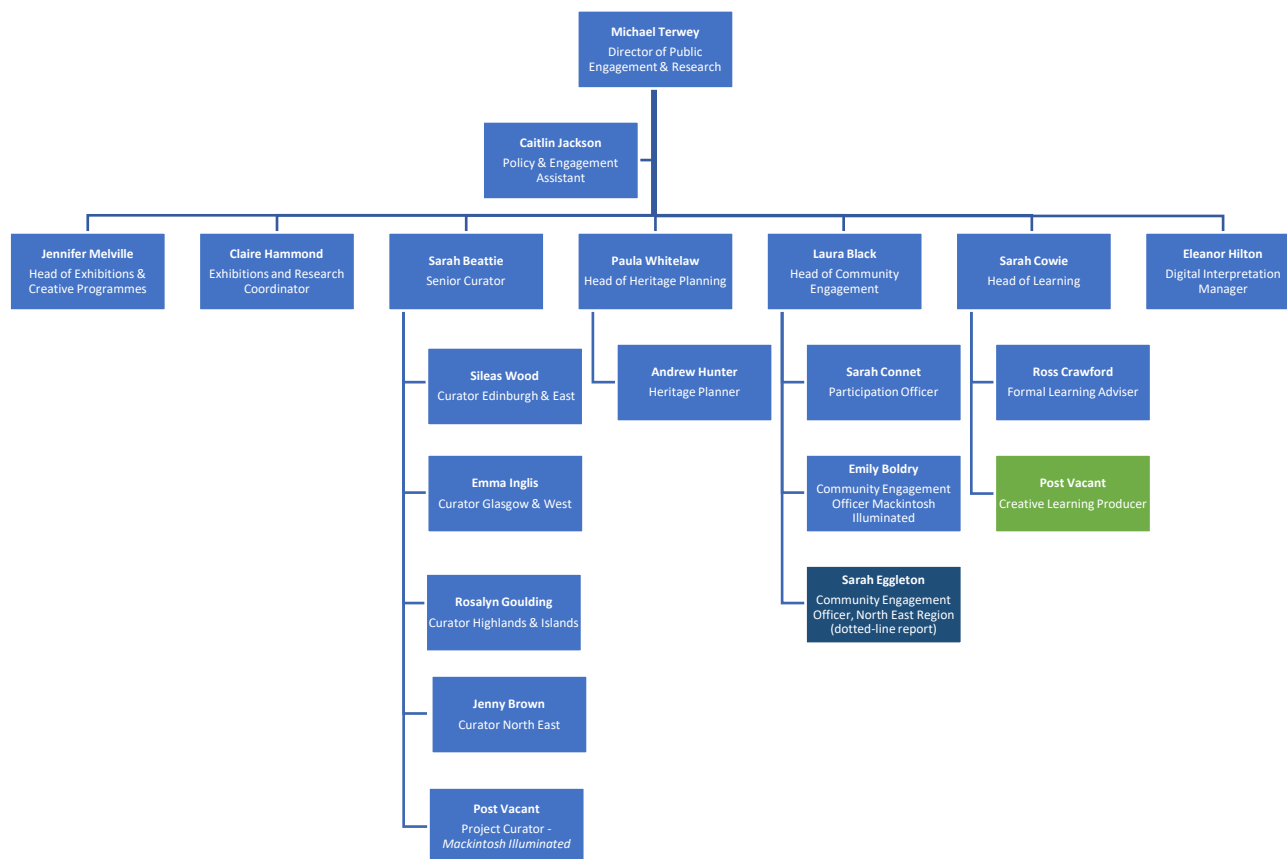 Michael Terwey
Director of Public
Engagement & Research
Caitlin Jackson
Policy & Engagement
Assistant
Jennifer Melville
Head of Exhibitions &
Creative Programmes
Claire Hammond
Exhibitions and Research
Coordinator
Sarah Beattie
Senior Curator
Paula Whitelaw
Head of Heritage Planning
Laura Black
Head of Community
Engagement
Sarah Cowie
Head of Learning
Eleanor Hilton
Digital Interpretation
Manager
Sileas Wood
Curator Edinburgh & East
Emma Inglis
Curator Glasgow & West
Rosalyn Goulding
Curator Highlands & Islands
Jenny Brown
Curator North East
Post Vacant
Project Curator -
Mackintosh Illuminated
Andrew Hunter
Heritage Planner
Sarah Connet
Participation Officer
Emily Boldry
Community Engagement
Officer Mackintosh
Illuminated
Sarah Eggleton
Community Engagement
Officer, North East Region
(dotted-line report)
Ross Crawford
Formal Learning Adviser
Post Vacant
Creative Learning Producer